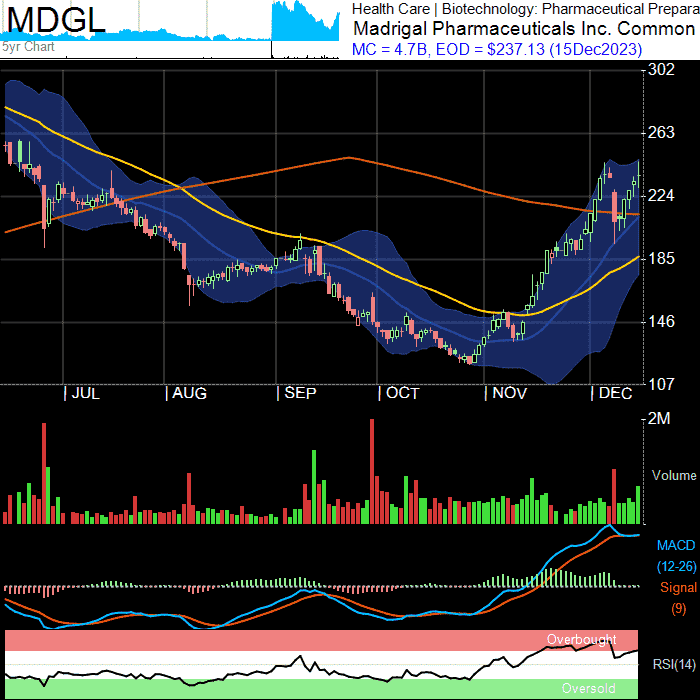 MDGL
5yr Chart
Health Care | Biotechnology: Pharmaceutical Prepara
Madrigal Pharmaceuticals Inc. Common
MC = 4.7B, EOD = $237.13 (15Dec2023)
302
263
224
185
146
107
| JUL | AUG | SEP | OCT | NOV | DEC
2M
Volume
MACD
(12-26)
Signal
(9)
Overbought
RSI(14)
Oversold